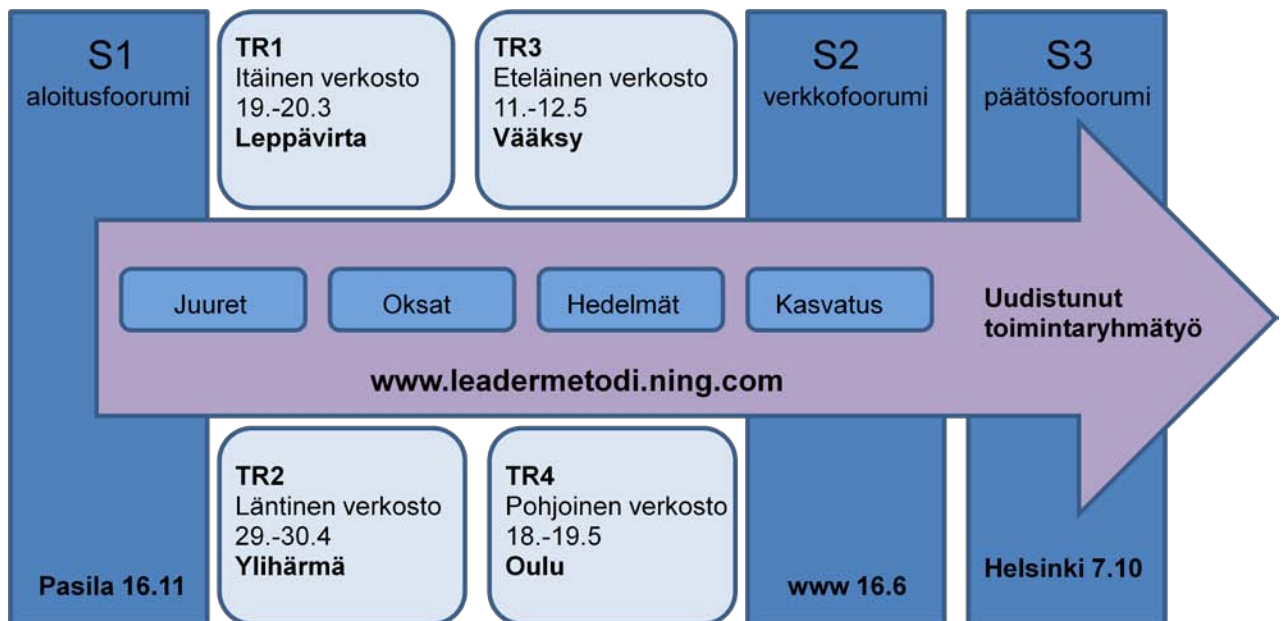 S1
aloitusfoorumi
Pasila 16.11
TR1
Itäinen verkosto
19.-20.3
Leppävirta
TR3
Eteläinen verkosto
11.-12.5
Vääksy
S2
verkkofoorumi
www 16.6
S3
päätösfoorumi
Helsinki 7.10
Juuret
Oksat
Hedelmät
Kasvatus
Uudistunut
toimintaryhmätyö
www.leadermetodi.ning.com
TR2
Läntinen verkosto
29.-30.4
Ylihärmä
TR4
Pohjoinen verkosto
18.-19.5
Oulu